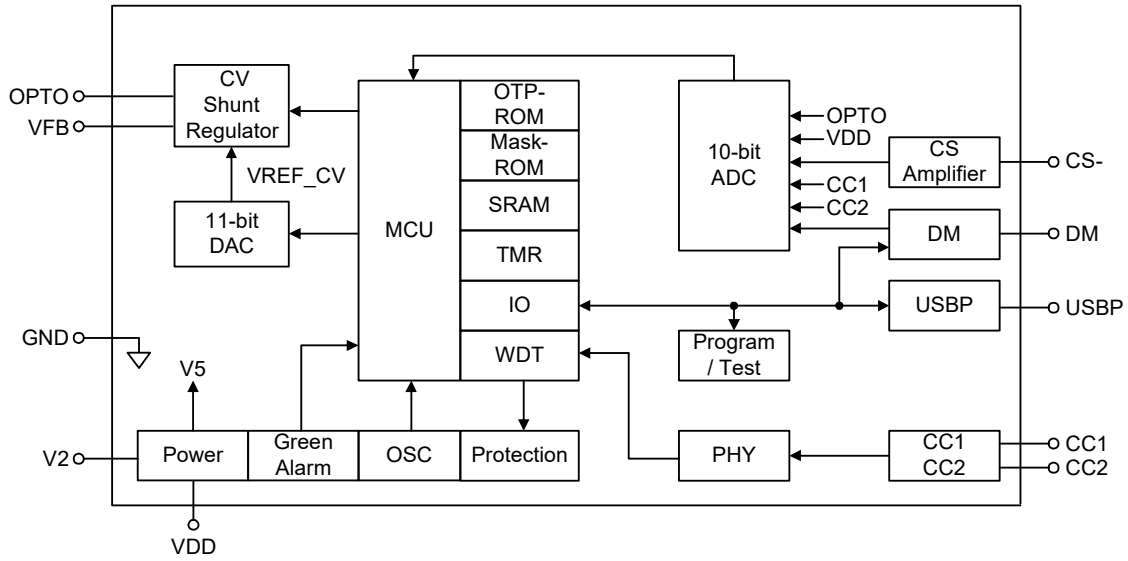 OPTO
VFB
CV
Shunt
Regulator
VREF_CV
11-bit
DAC
MCU
OTP-
ROM
Mask-
ROM
SRAM
TMR
IO
WDT
10-bit
ADC
OPTO
VDD
CC1
CC2
CS
Amplifier
CS-
DM
DM
USBP
USBP
Program
/ Test
GND
V5
V2
Power
Green
Alarm
OSC
Protection
PHY
CC1
CC2
CC1
CC2
VDD